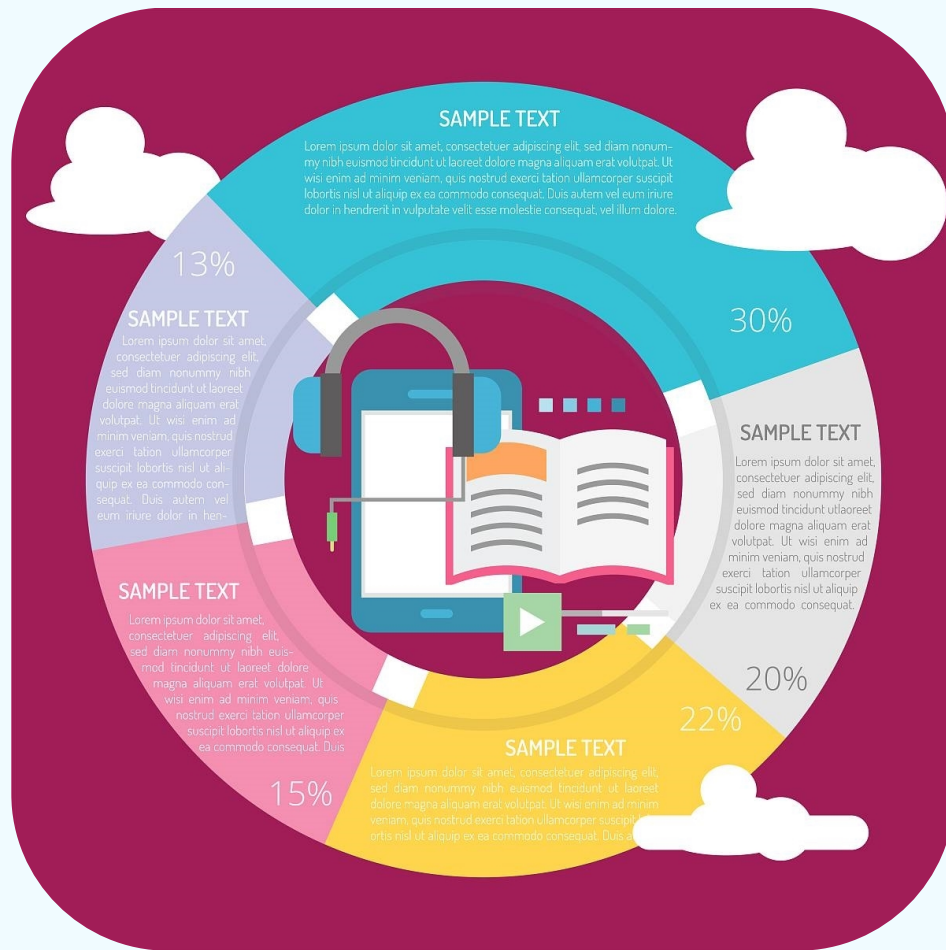 SAMPLE TEXT
Lorem ipsum dolor sit amet, consectetuer adipiscing elit, sed diam nonum-
my nibh euismod tincidunt ut laoreet dolore magna aliquam erat volutpat. Ut
wisi enim ad minim veniam, quis nostrud exerci tation ullamcorper suscipit
lobortis nisl ut aliquip ex ea commodo consequat. Duis autem vel eum iriure
dolor in hendrerit in vulputate velit esse molestie consequat, vel illum dolore.
30%
SAMPLE TEXT
Lorem ipsum dolor sit amet,
consectetuer adipiscing elit,
sed diam nonummy nibh
euismod tincidunt utlaoreet
dolore magna aliquam erat
volutpat. Ut wisi enim ad
minim veniam, quis nostrud
exerci tation ullamcorper
suscipit lobortis nisl ut aliquip
ex ea commodo consequat.
20%
22%
SAMPLE TEXT
Lorem ipsum dolor sit amet, consectetuer adipiscing elit,
sed diam nonummy nibh euismod tincidunt ut laoreet
dolore magna aliquam erat volutpat. Ut wisi enim ad minim
veniam, quis nostrud exerci tation ullamcorper suscipit
ortis nisl ut aliquip ex ea commodo consequat. Duis
15%
SAMPLE TEXT
Lorem ipsum dolor sit amet,
consectetuer adipiscing elit,
sed diam nonummy nibh euis-
mod tincidunt ut laoreet dolore
magna aliquam erat volutpat. Ut
wisi enim ad minim veniam, quis
nostrud exerci tation ullamcorper
suscipit lobortis nisl ut aliquip ex
ea commodo consequat. Duis
13%
SAMPLE TEXT
Lorem ipsum dolor sit amet,
consectetuer adipiscing elit,
sed diam nonummy nibh
euismod tincidunt ut laoreet
dolore magna aliquam erat
volutpat. Ut wisi enim ad
minim veniam, quis nostrud
exerci tation ullamcorper
suscipit lobortis nisl ut ali-
quip ex ea commodo con-
sequat. Duis autem vel
eum iriure dolor in hen-